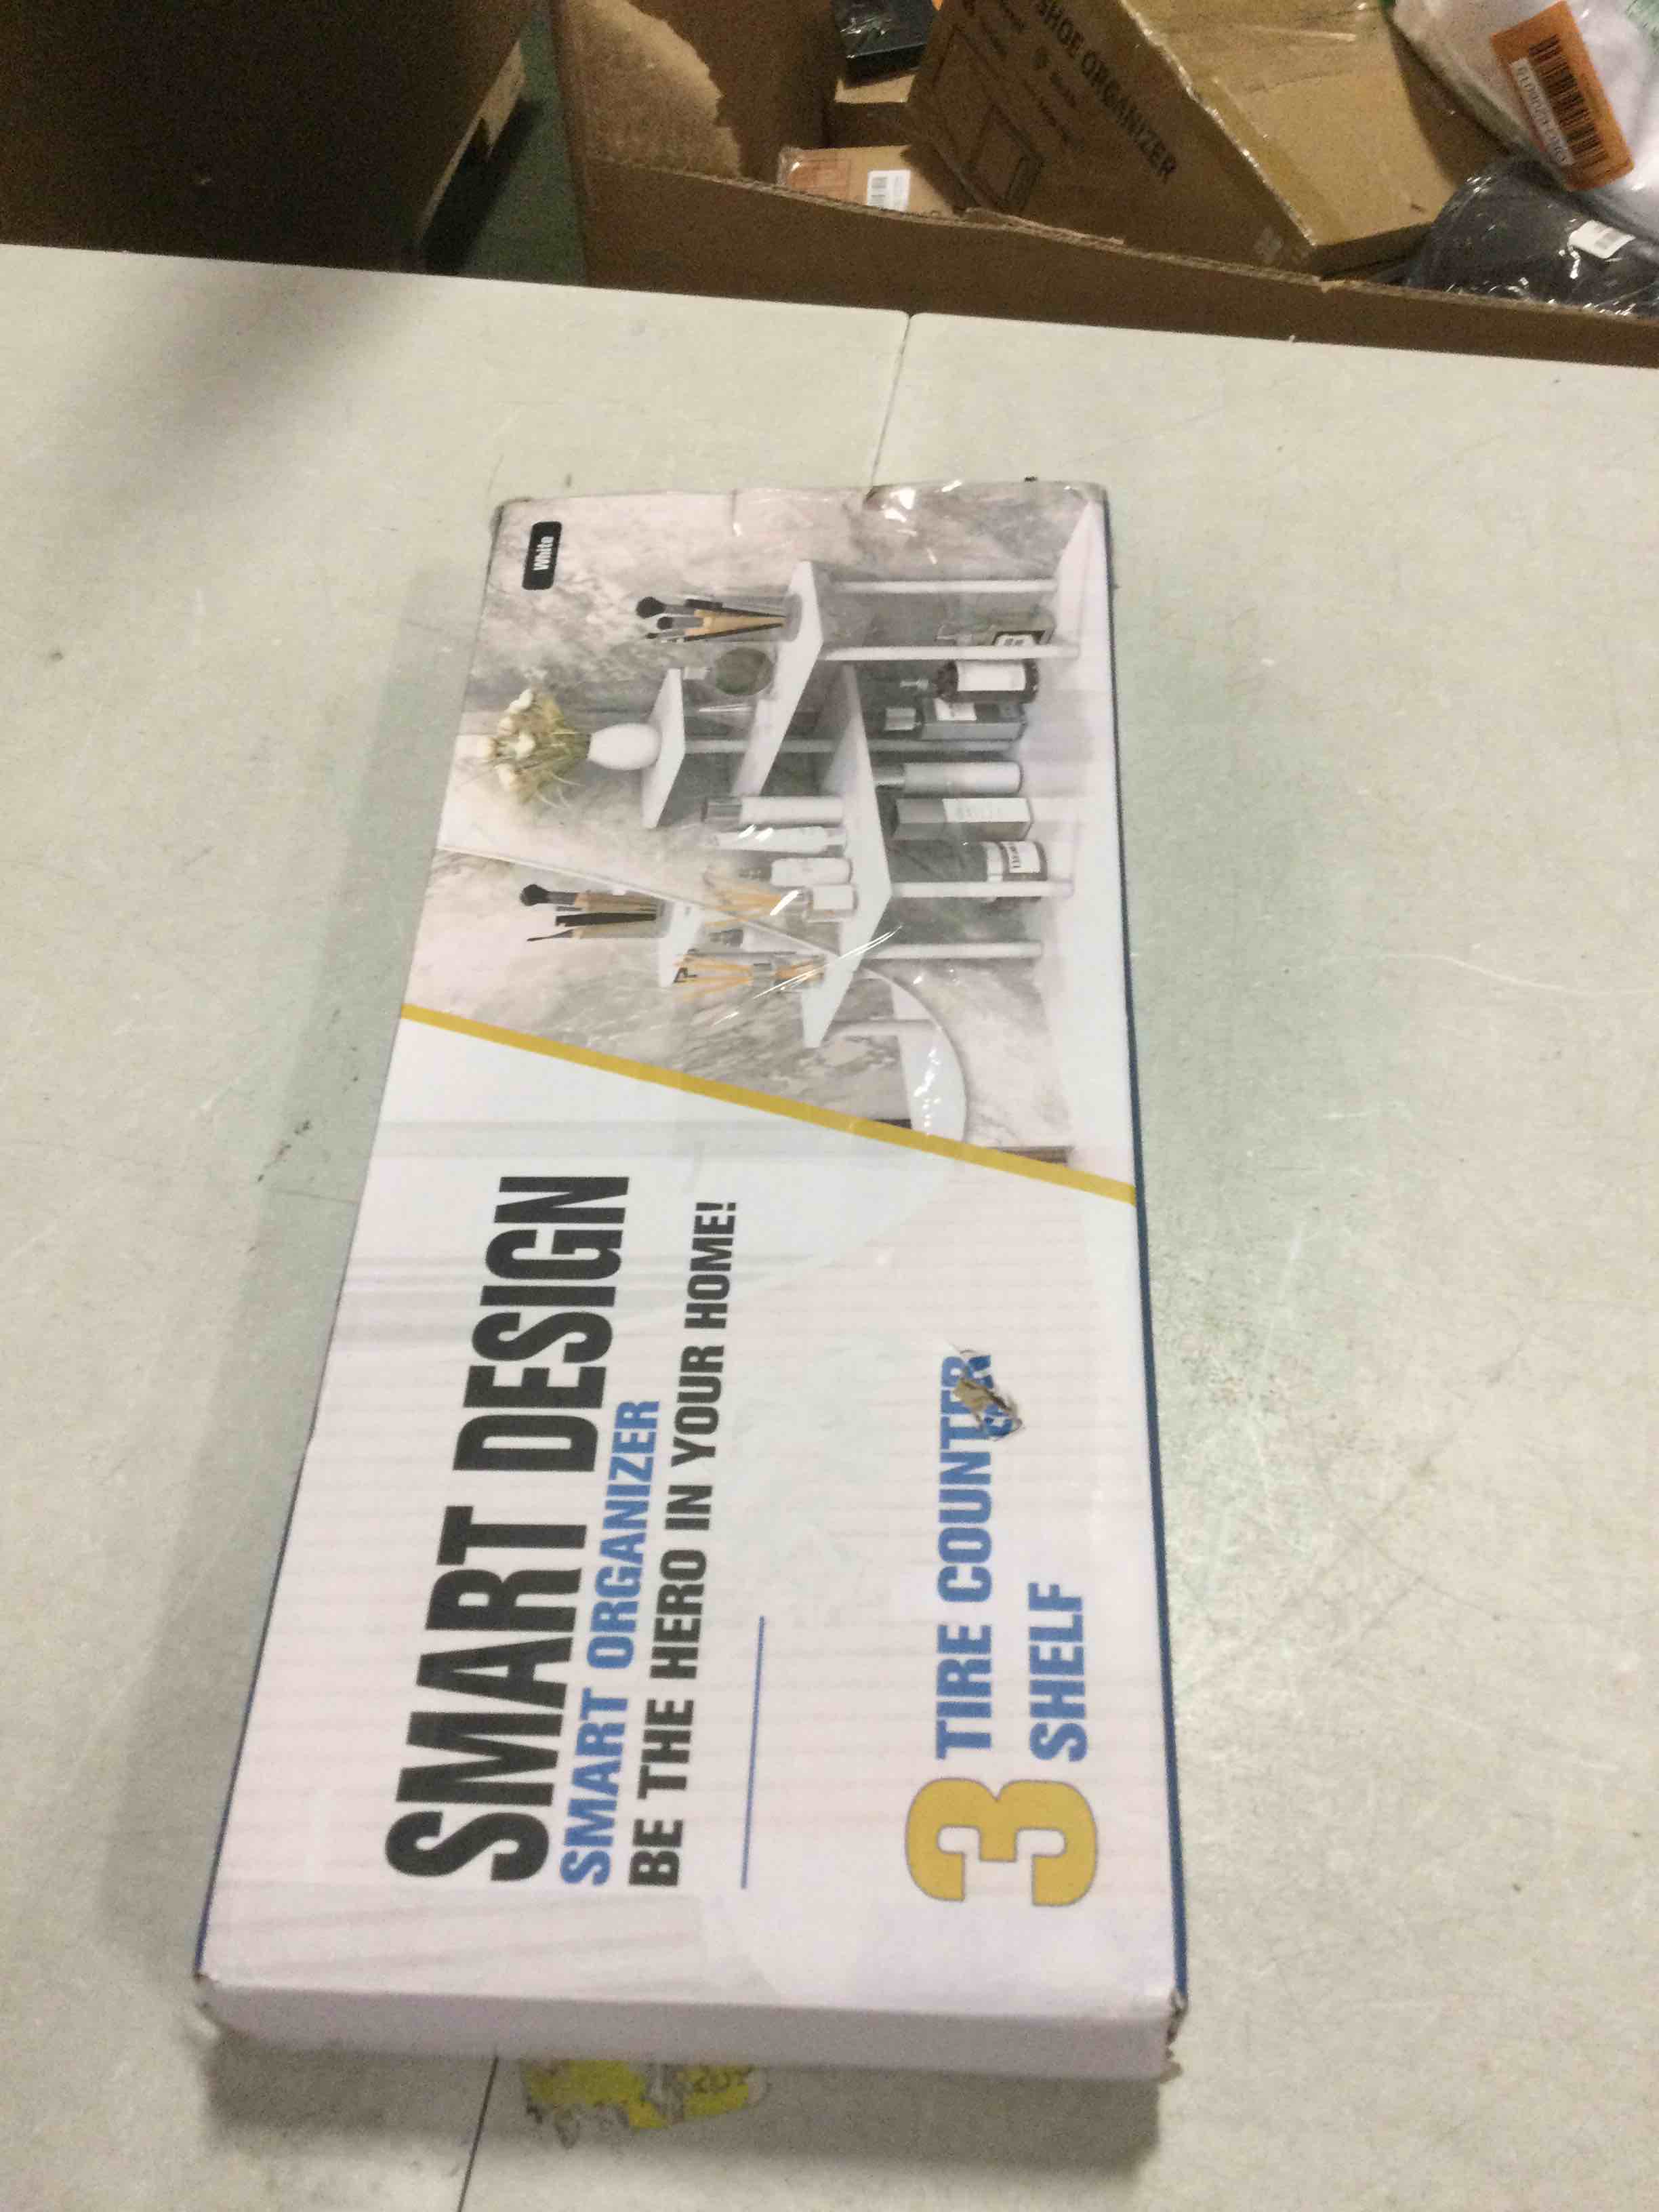 SHOE ORGANIZER
White
SMART DESIGN
SMART ORGANIZER
BE THE HERO IN YOUR HOME!
3 TIRE COUNTER
SHELF